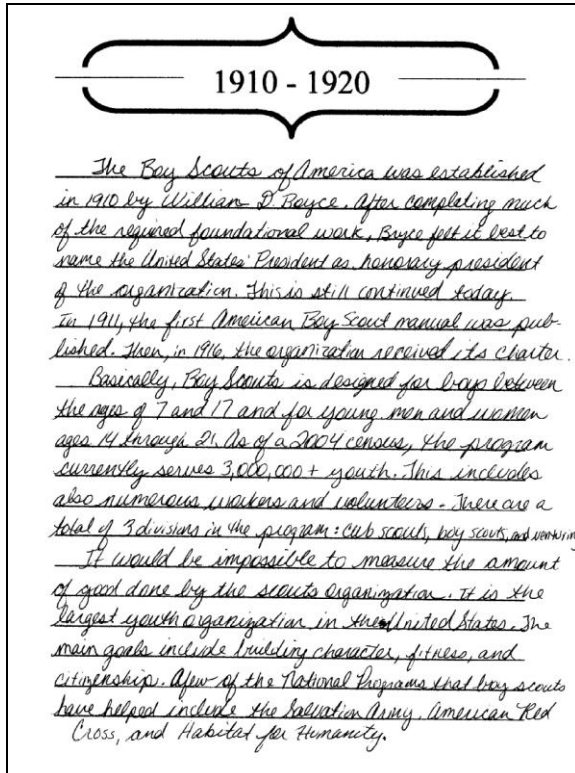 1910 - 1920
The Boy Scouts of America was established
in 1910 by William D. Boyce. After completing much
of the required foundational work, Bryce felt it best to
name the United States' President as honorary president
of the organization. This is still continued today.
In 1911, the first American Boy Scout manual was pub-
lished. Then, in 1916, the organization received its charter.
Basically, Boy Scouts is designed for boys between
the ages of 7 and 17 and for young men and women
ages 14 through 21. As of a 2004 census, the program
currently serves 3,000,000+ youth. This includes
also numerous workers and volunteers. There are a
total of 3 divisions in the program: cub scouts, boy scouts, and venturing
It would be impossible to measure the amount
of good done by the scouts organization. It is the
largest youth organization in the United States. The
main goals include building character, fitness, and
citizenship. A few of the National Programs that boy scouts
have helped include the Salvation Army, American Red
Cross, and Habitat for Humanity.